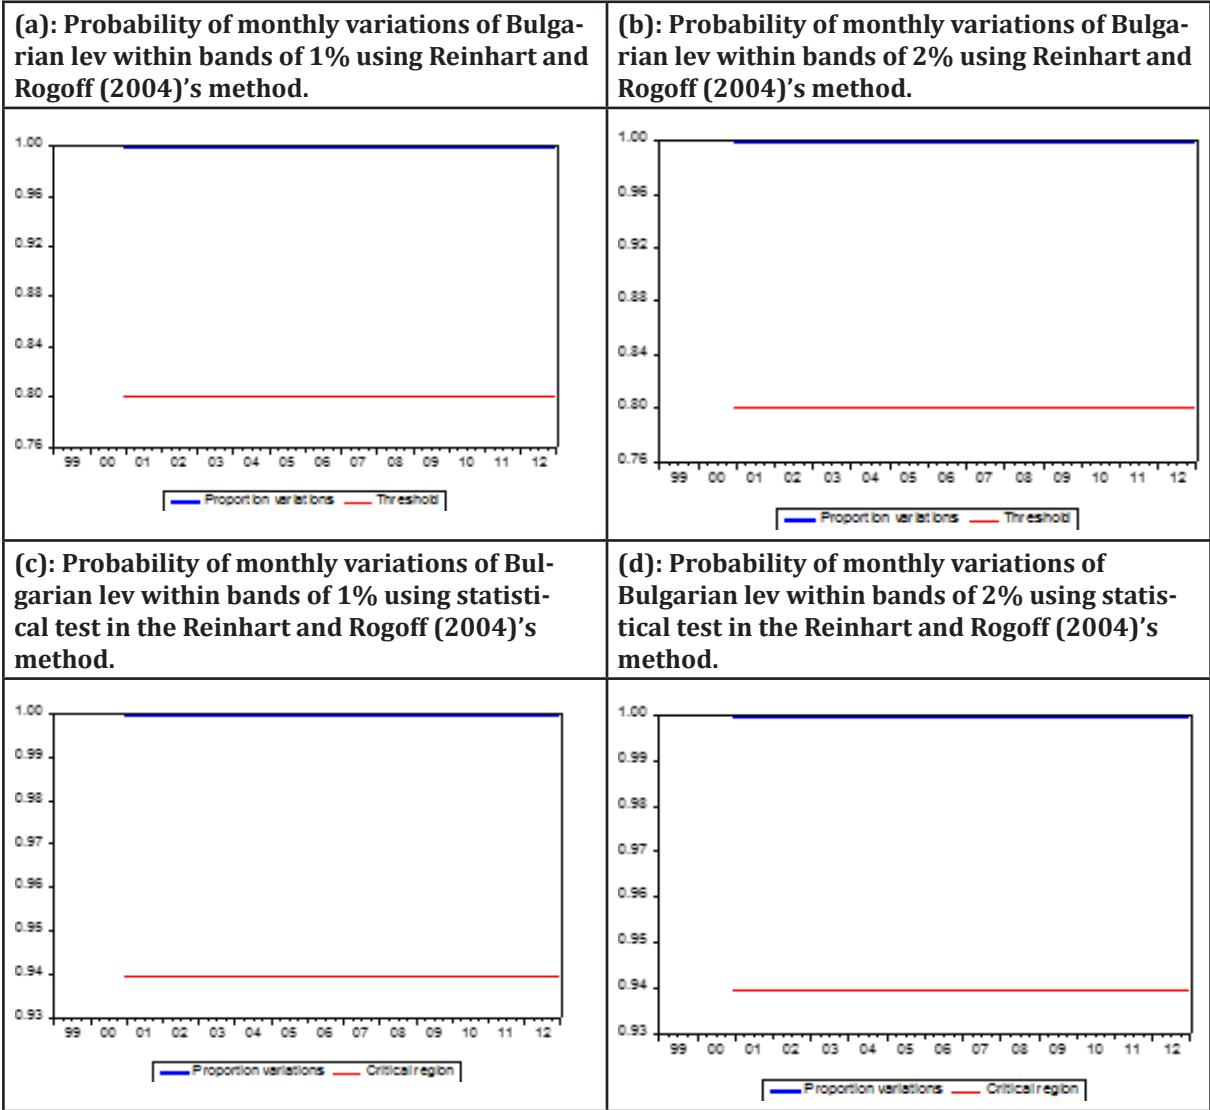 (a): Probability of monthly variations of Bulga-
rian lev within bands of 1% using Reinhart and
Rogoff (2004)’s method.
(b): Probability of monthly variations of Bulga-
rian lev within bands of 2% using Reinhart and
Rogoff (2004)’s method.
1.00
0.96
0.92
0.88
0.84
0.80
0.76
99 00 01 02 03 04 05 06 07 08 09 10 11 12
Proportion variations Threshold
1.00
0.96
0.92
0.88
0.84
0.80
0.76
99 00 01 02 03 04 05 06 07 08 09 10 11 12
Proportion variations Threshold
(c): Probability of monthly variations of Bul-
garian lev within bands of 1% using statisti-
cal test in the Reinhart and Rogoff (2004)’s
method.
(d): Probability of monthly variations of
Bulgarian lev within bands of 2% using statis-
tical test in the Reinhart and Rogoff (2004)’s
method.
1.00
0.99
0.98
0.97
0.96
0.95
0.94
0.93
99 00 01 02 03 04 05 06 07 08 09 10 11 12
Proportion variations Critical region
1.00
0.99
0.98
0.97
0.96
0.95
0.94
0.93
99 00 01 02 03 04 05 06 07 08 09 10 11 12
Proportion variations Critical region